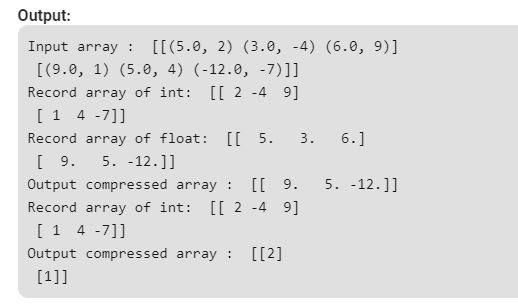 Output:
Input array :  [[(5.0, 2) (3.0, -4) (6.0, 9)]
 [(9.0, 1) (5.0, 4) (-12.0, -7)]]
Record array of int:  [[ 2 -4  9]
 [ 1  4 -7]]
Record array of float:  [[  5.   3.   6.]
 [  9.   5. -12.]]
Output compressed array :  [[  9.   5. -12.]]
Record array of int:  [[ 2 -4  9]
 [ 1  4 -7]]
Output compressed array :  [[2]
 [1]]